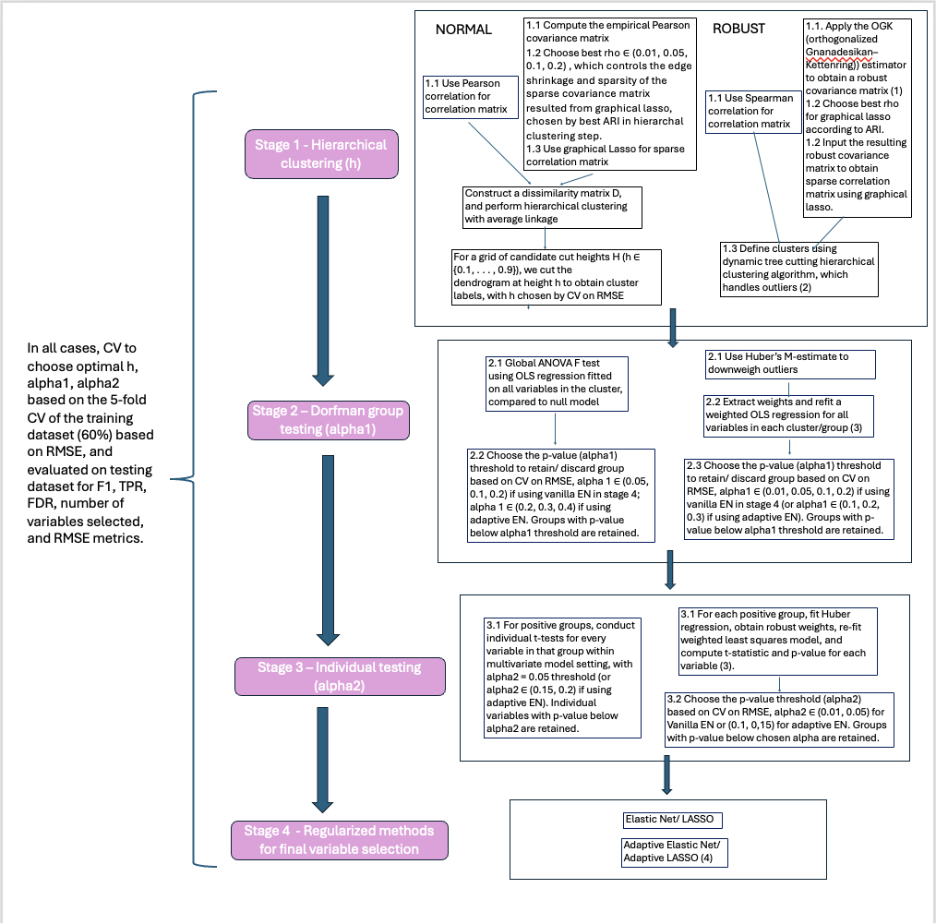 NORMAL
1.1 Compute the empirical Pearson
covariance matrix
1.2 Choose best rho ∈ (0.01, 0.05,
0.1, 0.2) , which controls the edge
shrinkage and sparsity of the
sparse covariance matrix
resulted from graphical lasso,
chosen by best ARI in hierarchal
clustering step.
1.3 Use graphical Lasso for sparse
correlation matrix
1.1 Use Pearson
correlation for
correlation matrix
ROBUST
1.1. Apply the OGK
(orthogonalized
Gnanadesikan–
Kettenring)) estimator
to obtain a robust
covariance matrix (1)
1.2 Choose best rho
for graphical lasso
according to ARI.
1.2 Input the resulting
robust covariance
matrix to obtain
sparse correlation
matrix using graphical
lasso.
1.1 Use Spearman
correlation for
correlation matrix
Stage 1 - Hierarchical
clustering (h)
Construct a dissimilarity matrix D,
and perform hierarchical clustering
with average linkage
For a grid of candidate cut heights H (h ∈
{0.1, . . . , 0.9}), we cut the
dendrogram at height h to obtain cluster
labels, with h chosen by CV on RMSE
1.3 Define clusters using
dynamic tree cutting hierarchical
clustering algorithm, which
handles outliers (2)
In all cases, CV to
choose optimal h,
alpha1, alpha2
based on the 5-fold
CV of the training
dataset (60%) based
on RMSE, and
evaluated on testing
dataset for F1, TPR,
FDR, number of
variables selected,
and RMSE metrics.
Stage 2 – Dorfman group
testing (alpha1)
2.1 Global ANOVA F test
using OLS regression fitted
on all variables in the cluster,
compared to null model
2.2 Choose the p-value (alpha1)
threshold to retain/ discard group
based on CV on RMSE, alpha 1 ∈ (0.05,
0.1, 0.2) if using vanilla EN in stage 4;
alpha 1 ∈ (0.2, 0.3, 0.4) if using
adaptive EN. Groups with p-value
below alpha1 threshold are retained.
2.1 Use Huber's M-estimate to
downweigh outliers
2.2 Extract weights and refit a
weighted OLS regression for all
variables in each cluster/group (3)
2.3 Choose the p-value (alpha1) threshold
to retain/ discard group based on CV on
RMSE, alpha1 ∈ (0.01, 0.05, 0.1, 0.2) if using
vanilla EN in stage 4 (or alpha1 ∈ (0.1, 0.2,
0.3) if using adaptive EN). Groups with p-
value below alpha1 threshold are retained.
Stage 3 – Individual testing
(alpha2)
3.1 For positive groups, conduct
individual t-tests for every
variable in that group within
multivariate model setting, with
alpha2 = 0.05 threshold (or
alpha2 ∈ (0.15, 0.2) if using
adaptive EN). Individual
variables with p-value below
alpha2 are retained.
3.1 For each positive group, fit Huber
regression, obtain robust weights, re-fit
weighted least squares model, and
compute t-statistic and p-value for each
variable (3).
3.2 Choose the p-value threshold (alpha2)
based on CV on RMSE, alpha2 ∈ (0.01, 0.05) for
Vanilla EN or (0.1, 0,15) for adaptive EN. Groups
with p-value below chosen alpha are retained.
Stage 4 - Regularized methods
for final variable selection
Elastic Net/ LASSO
Adaptive Elastic Net/
Adaptive LASSO (4)